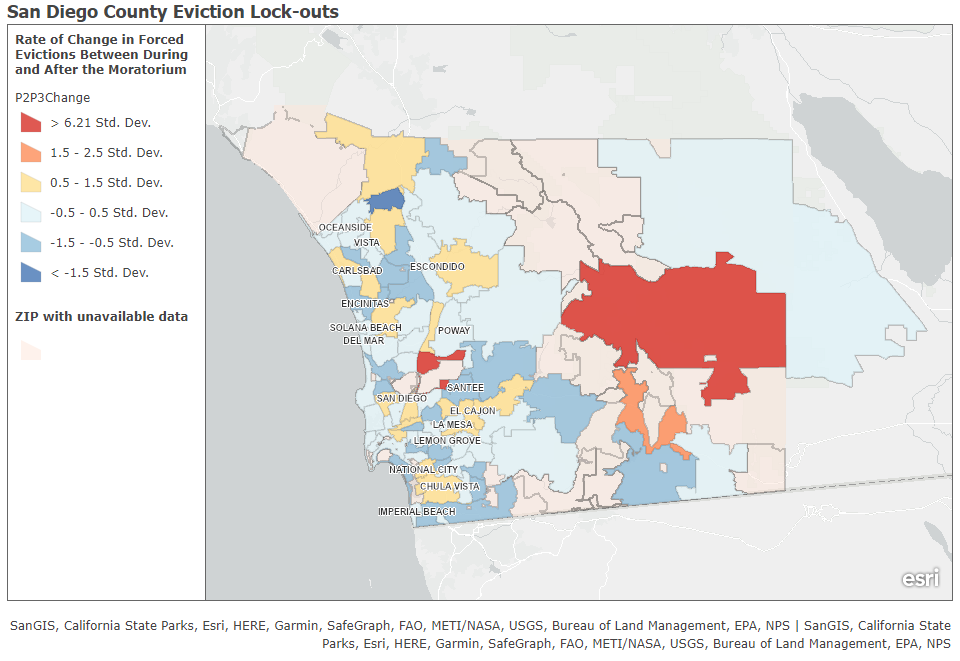 San Diego County Eviction Lock-outs
Rate of Change in Forced
Evictions Between During
and After the Moratorium
P2P3Change
> 6.21 Std. Dev.
1.5 - 2.5 Std. Dev.
0.5 - 1.5 Std. Dev.
-0.5 - 0.5 Std. Dev.
-1.5 - -0.5 Std. Dev.
< -1.5 Std. Dev.
ZIP with unavailable data
OCEANSIDE
VISTA
CARLSBAD
ESCONDIDO
ENCINITAS
SOLANA BEACH
POWAY
DEL MAR
SANTEE
SAN DIEGO
EL CAJON
LA MESA
LEMON GROVE
NATIONAL CITY
CHULA VISTA
IMPERIAL BEACH
esri
SanGIS, California State Parks, Esri, HERE, Garmin, SafeGraph, FAO, METI/NASA, USGS, Bureau of Land Management, EPA, NPS | SanGIS, California State
Parks, Esri, HERE, Garmin, SafeGraph, FAO, METI/NASA, USGS, Bureau of Land Management, EPA, NPS